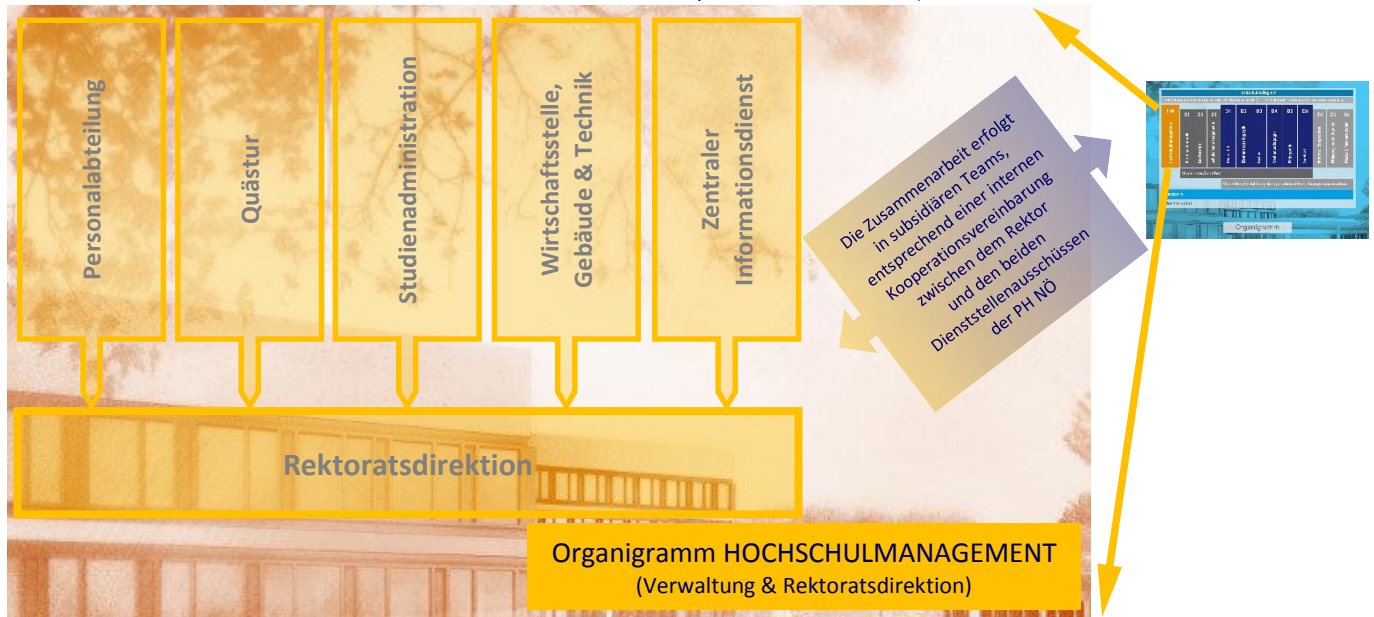 Personalabteilung
Quästur
Studienadministration
Wirtschaftsstelle,
Gebäude & Technik
Zentraler
Informationsdienst
Die Zusammenarbeit erfolgt
in subsidiären Teams,
entsprechend einer internen
Kooperationsvereinbarung
zwischen dem Rektor
und den beiden
Dienststellenausschüssen
der PH NÖ
Rektoratsdirektion
Organigramm HOCHSCHULMANAGEMENT
(Verwaltung & Rektoratsdirektion)
Organigramm